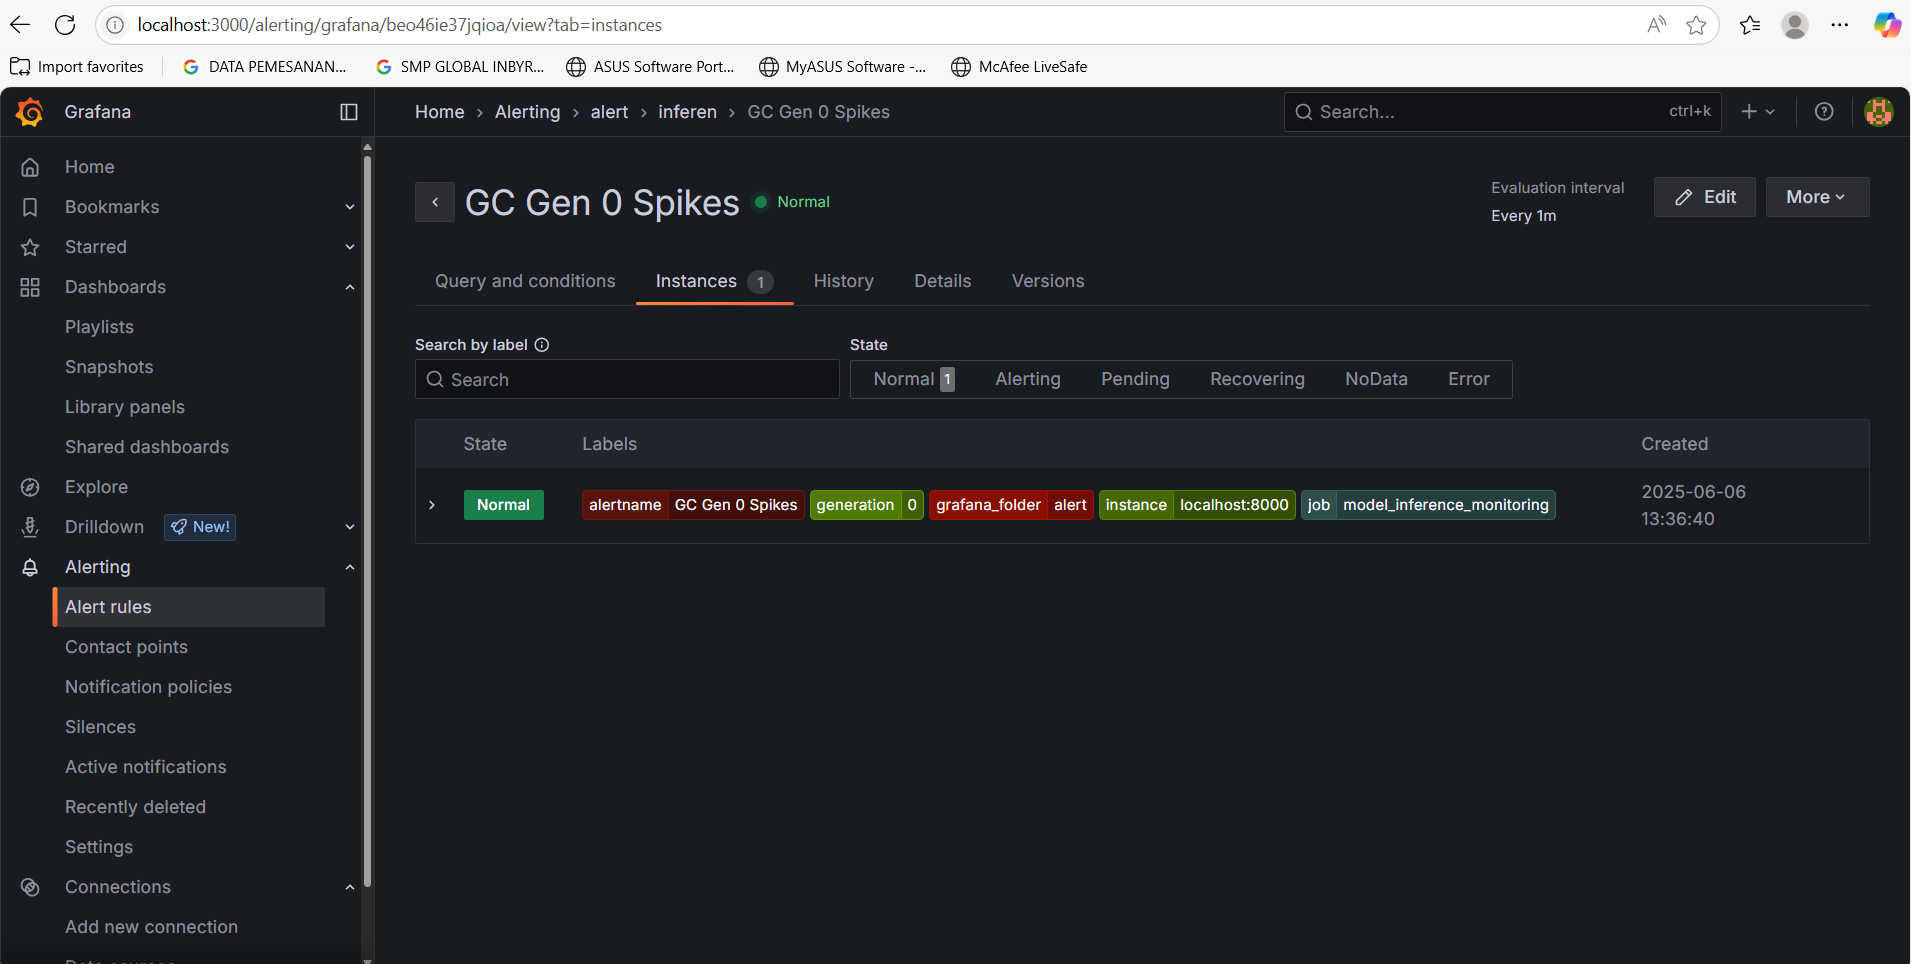 localhost:3000/alerting/grafana/beo46ie37jqioa/view?tab=instances
Import favorites
DATA PEMESANAN...
SMP GLOBAL INBYR...
ASUS Software Port...
MyASUS Software -...
McAfee LiveSafe
Grafana
Home › Alerting › alert › inferen › GC Gen 0 Spikes
Search... ctrl+k
Home
Bookmarks
Starred
Dashboards
Playlists
Snapshots
Library panels
Shared dashboards
Explore
Drilldown New!
Alerting
Alert rules
Contact points
Notification policies
Silences
Active notifications
Recently deleted
Settings
Connections
Add new connection
GC Gen 0 Spikes Normal
Evaluation interval
Every 1m
Edit
More
Query and conditions Instances 1 History Details Versions
Search by label
Search
State
Normal 1 Alerting Pending Recovering NoData Error
State Labels Created
Normal alertname GC Gen 0 Spikes generation 0 grafana_folder alert instance localhost:8000 job model_inference_monitoring
2025-06-06
13:36:40